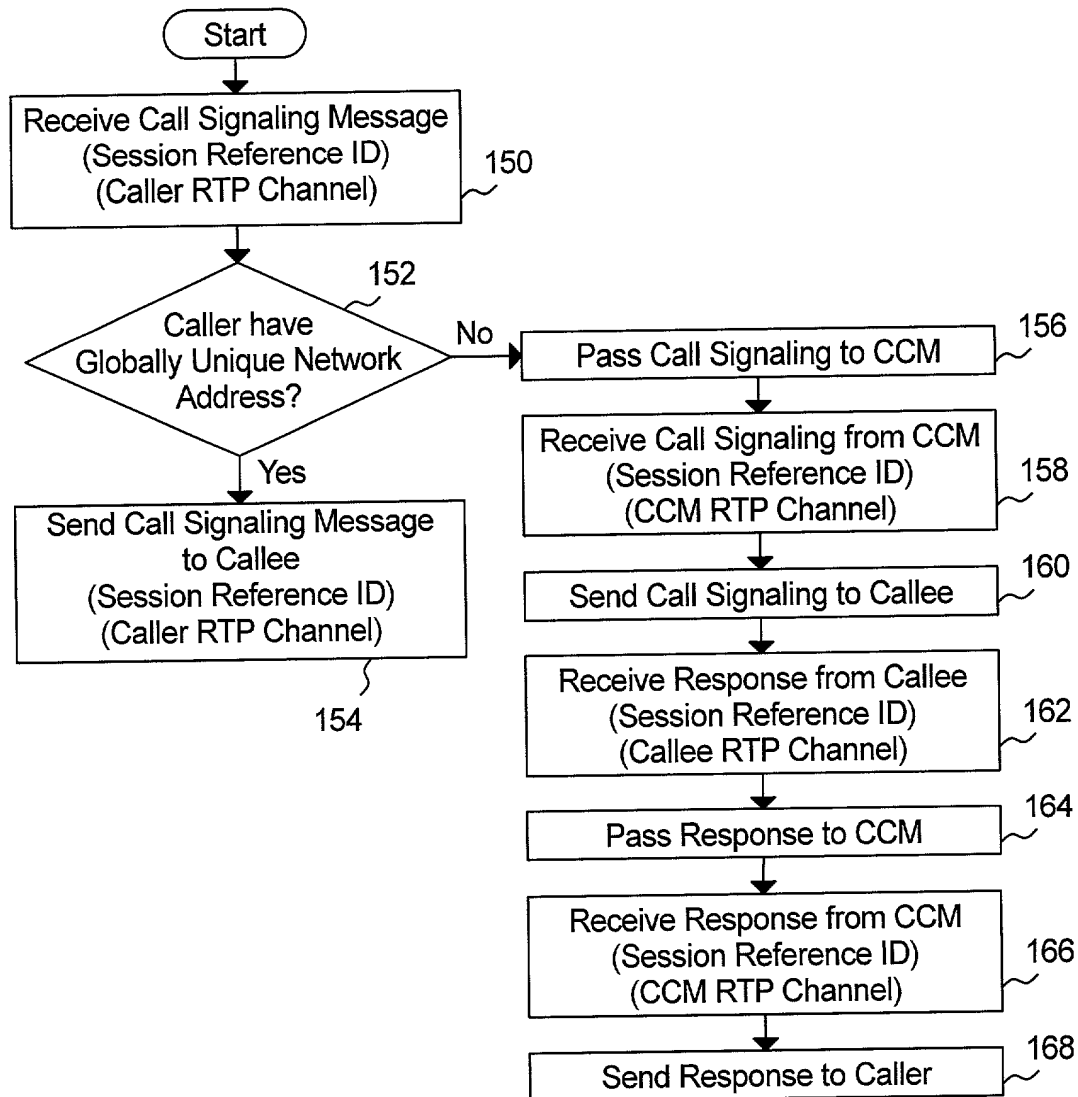 Start
Receive Call Signaling Message
(Session Reference ID)
(Caller RTP Channel)
150
152
Caller have
Globally Unique Network
Address?
No
Yes
Send Call Signaling Message
to Callee
(Session Reference ID)
(Caller RTP Channel)
154
156
Pass Call Signaling to CCM
Receive Call Signaling from CCM
(Session Reference ID)
(CCM RTP Channel)
158
160
Send Call Signaling to Callee
Receive Response from Callee
(Session Reference ID)
(Callee RTP Channel)
162
164
Pass Response to CCM
Receive Response from CCM
(Session Reference ID)
(CCM RTP Channel)
166
168
Send Response to Caller